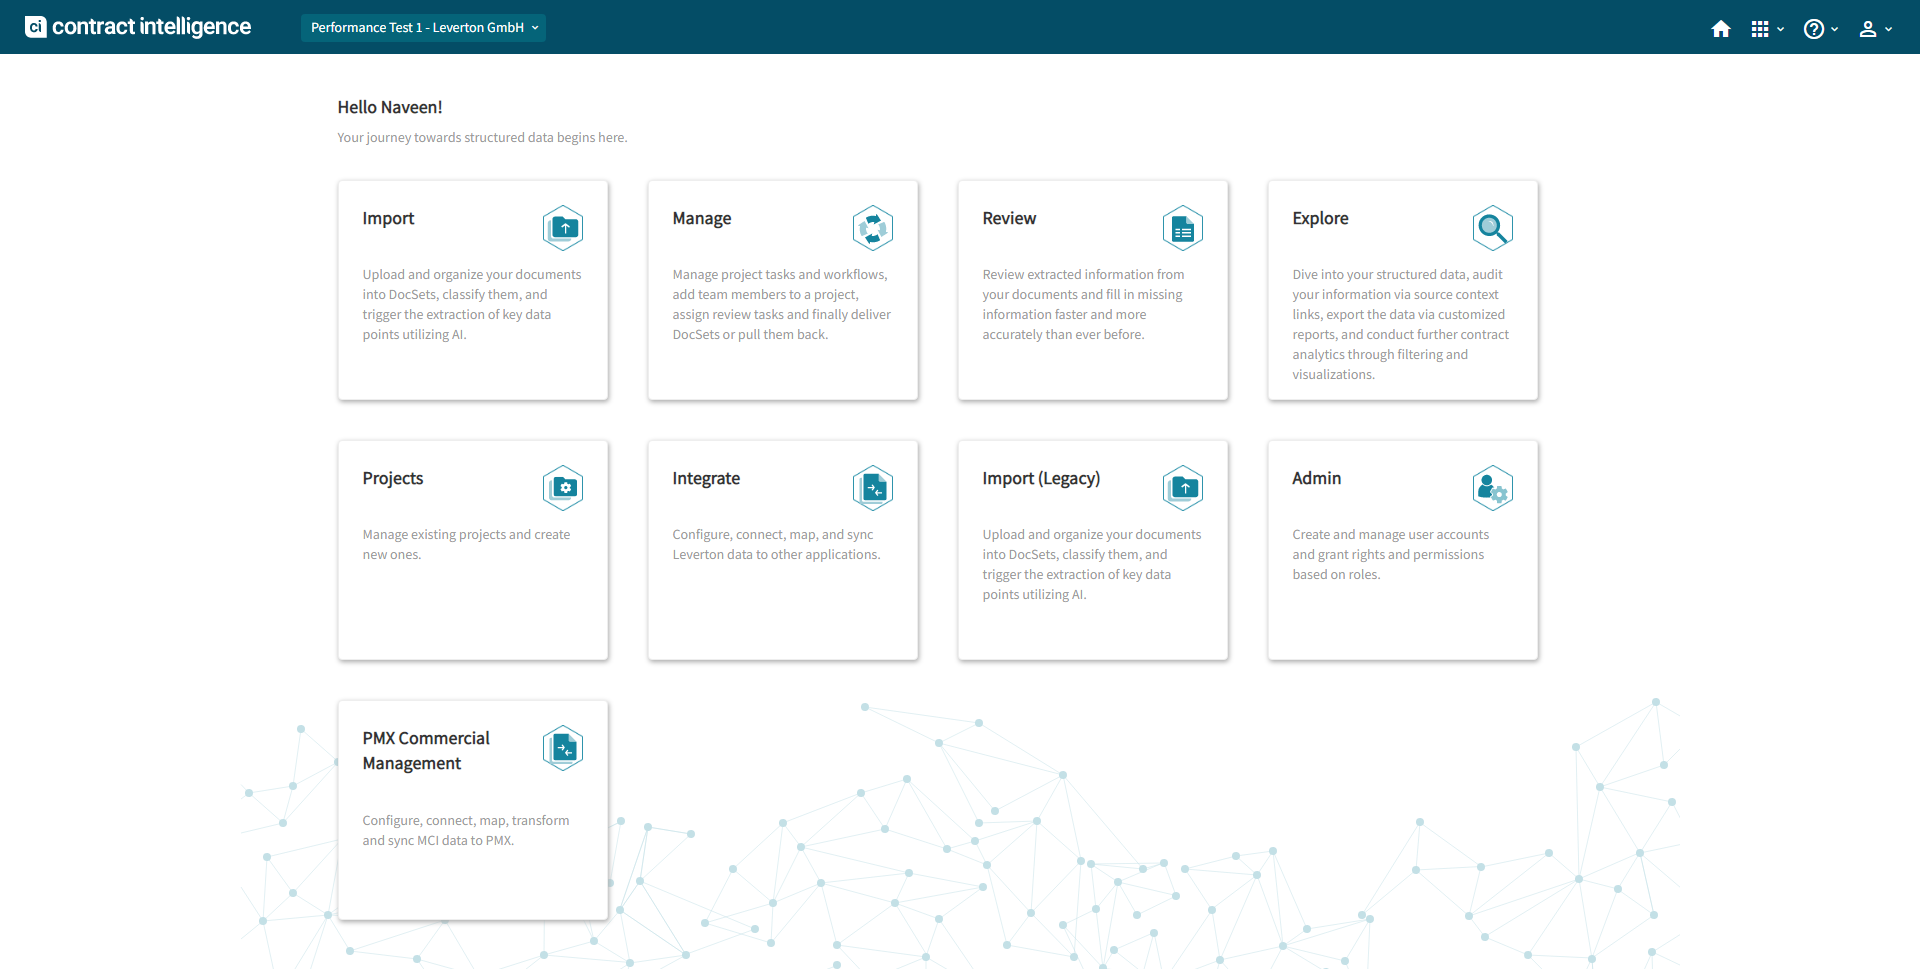 ci contract intelligence
Performance Test 1 - Leverton GmbH
Hello Naveen!
Your journey towards structured data begins here.
Import
Upload and organize your documents
into DocSets, classify them, and
trigger the extraction of key data
points utilizing AI.
Manage
Manage project tasks and workflows,
add team members to a project,
assign review tasks and finally deliver
DocSets or pull them back.
Review
Review extracted information from
your documents and fill in missing
information faster and more
accurately than ever before.
Explore
Dive into your structured data, audit
your information via source context
links, export the data via customized
reports, and conduct further contract
analytics through filtering and
visualizations.
Projects
Manage existing projects and create
new ones.
Integrate
Configure, connect, map, and sync
Leverton data to other applications.
Import (Legacy)
Upload and organize your documents
into DocSets, classify them, and
trigger the extraction of key data
points utilizing AI.
Admin
Create and manage user accounts
and grant rights and permissions
based on roles.
PMX Commercial
Management
Configure, connect, map, transform
and sync MCI data to PMX.